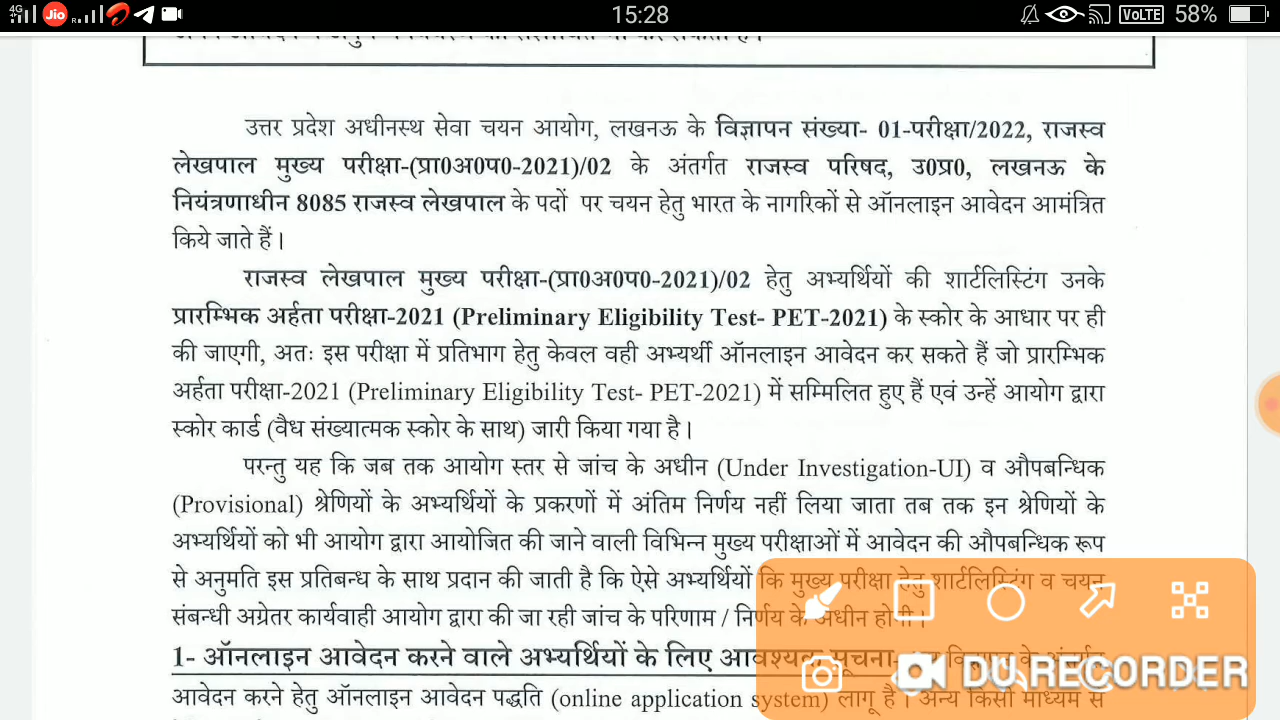 4G Jio R 15:28 VoLTE 58%
उत्तर प्रदेश अधीनस्थ सेवा चयन आयोग, लखनऊ के विज्ञापन संख्या- 01-परीक्षा/2022, राजस्व
लेखपाल मुख्य परीक्षा-(प्रा0अ0प0-2021)/02 के अंतर्गत राजस्व परिषद, उ0प्र0, लखनऊ के
नियंत्रणाधीन 8085 राजस्व लेखपाल के पदों पर चयन हेतु भारत के नागरिकों से ऑनलाइन आवेदन आमंत्रित
किये जाते हैं।
राजस्व लेखपाल मुख्य परीक्षा-(प्रा0अ0प0-2021)/02 हेतु अभ्यर्थियों की शार्टलिस्टिंग उनके
प्रारम्भिक अर्हता परीक्षा-2021 (Preliminary Eligibility Test- PET-2021) के स्कोर के आधार पर ही
की जाएगी, अतः इस परीक्षा में प्रतिभाग हेतु केवल वही अभ्यर्थी ऑनलाइन आवेदन कर सकते हैं जो प्रारम्भिक
अर्हता परीक्षा-2021 (Preliminary Eligibility Test- PET-2021) में सम्मिलित हुए हैं एवं उन्हें आयोग द्वारा
स्कोर कार्ड (वैध संख्यात्मक स्कोर के साथ) जारी किया गया है।
परन्तु यह कि जब तक आयोग स्तर से जांच के अधीन (Under Investigation-UI) व औपबन्धिक
(Provisional) श्रेणियों के अभ्यर्थियों के प्रकरणों में अंतिम निर्णय नहीं लिया जाता तब तक इन श्रेणियों के
अभ्यर्थियों को भी आयोग द्वारा आयोजित की जाने वाली विभिन्न मुख्य परीक्षाओं में आवेदन की औपबन्धिक रूप
से अनुमति इस प्रतिबन्ध के साथ प्रदान की जाती है कि ऐसे अभ्यर्थियों कि मुख्य परीक्षा हेतु शार्टलिस्टिंग व चयन
संबन्धी अग्रेतर कार्यवाही आयोग द्वारा की जा रही जांच के परिणाम / निर्णय के अधीन होगी।
1- ऑनलाइन आवेदन करने वाले अभ्यर्थियों के लिए आवश्यक सूचना-
DU RECORDER
आवेदन करने हेतु ऑनलाइन आवेदन पद्धति (online application system) लागू है। अन्य किसी माध्यम से